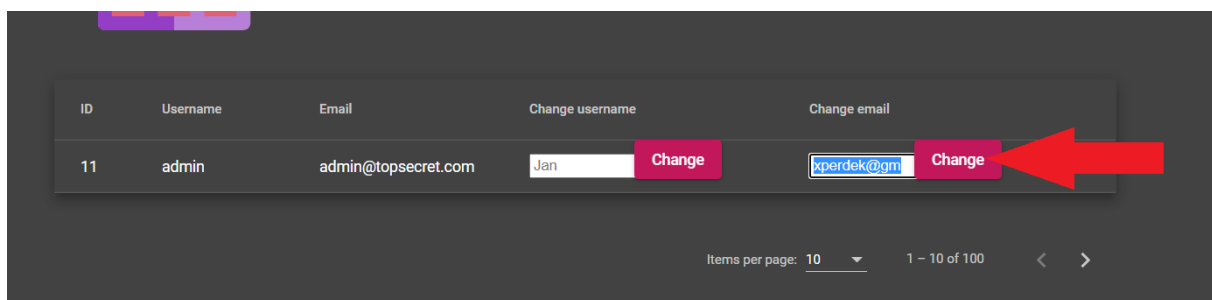 ID Username Email Change username Change email
11 admin admin@topsecret.com Jan Change xperdek@gm Change
Items per page: 10 1 – 10 of 100